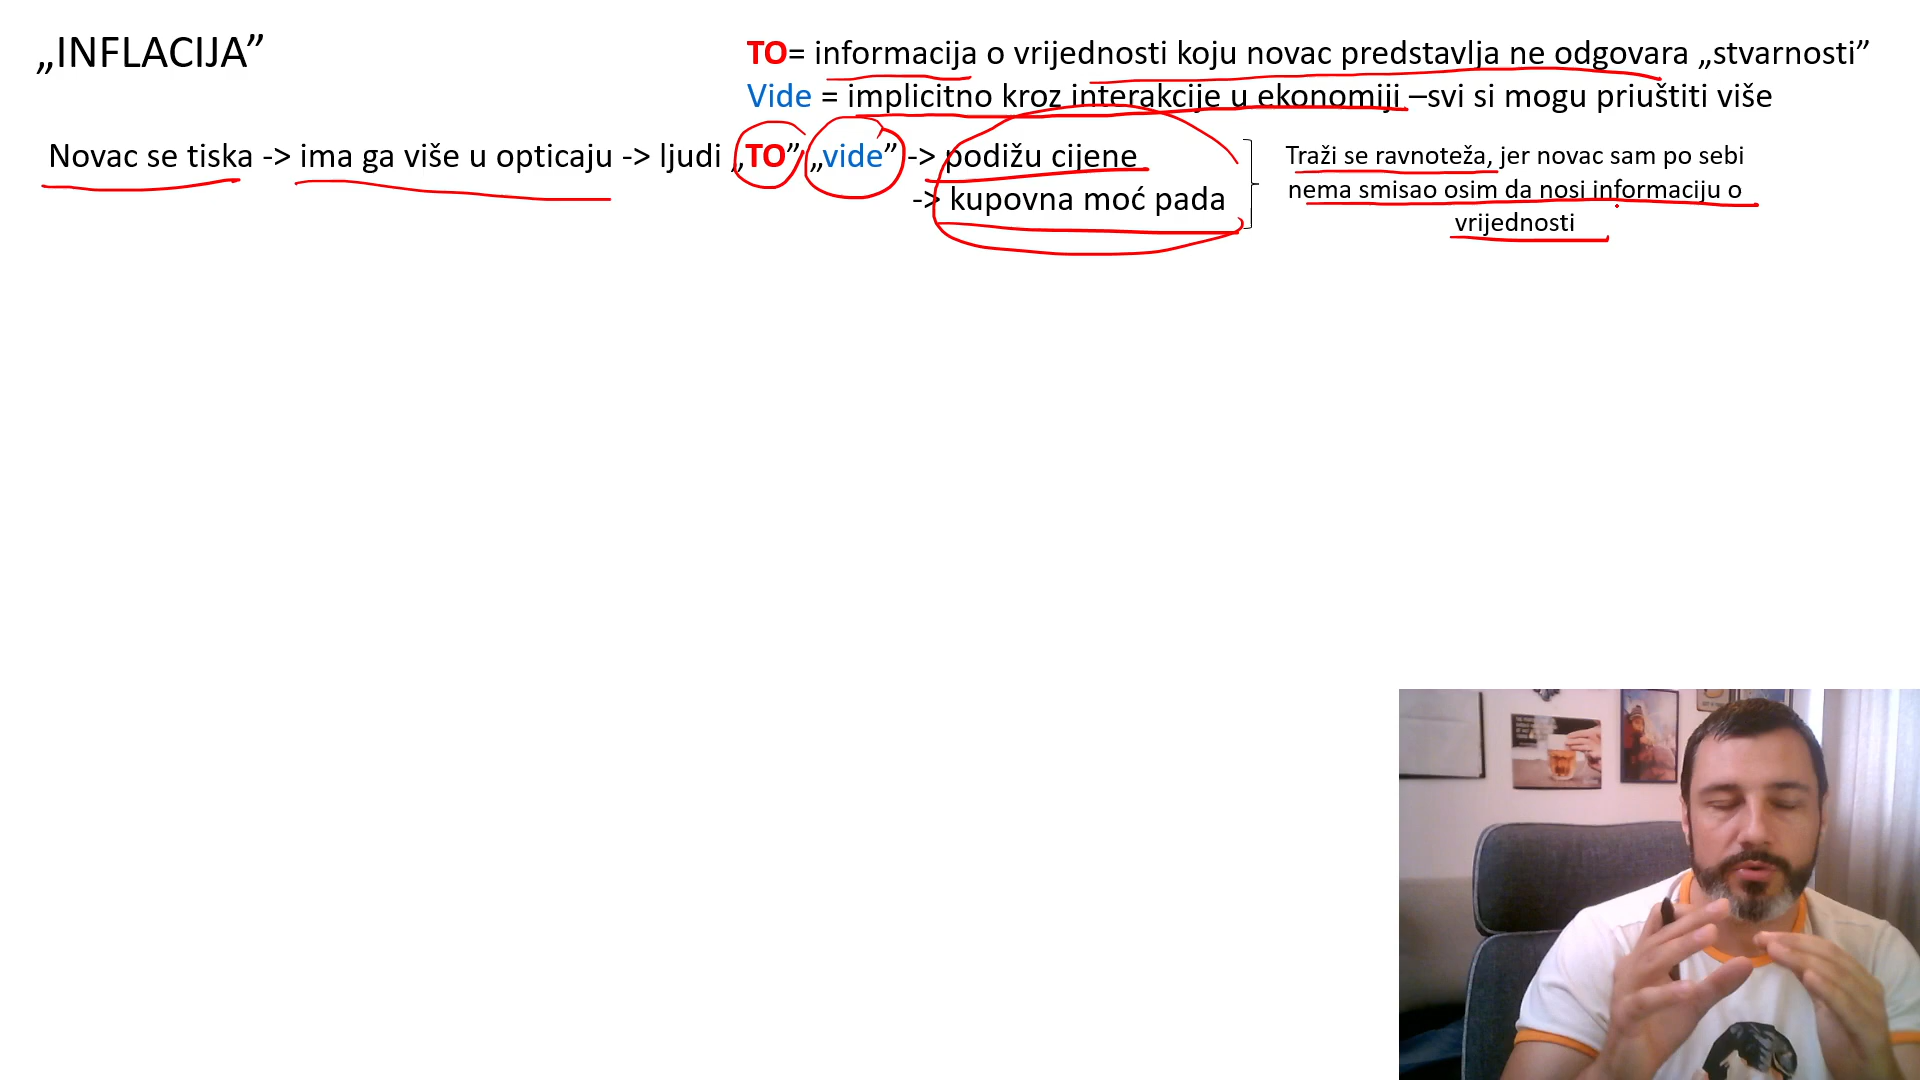 „INFLACIJA”
TO= informacija o vrijednosti koju novac predstavlja ne odgovara „stvarnosti”
Vide = implicitno kroz interakcije u ekonomiji –svi si mogu priuštiti više
Novac se tiska -> ima ga više u opticaju -> ljudi „TO” „vide” -> podižu cijene
-> kupovna moć pada
Traži se ravnoteža, jer novac sam po sebi
nema smisao osim da nosi informaciju o
vrijednosti